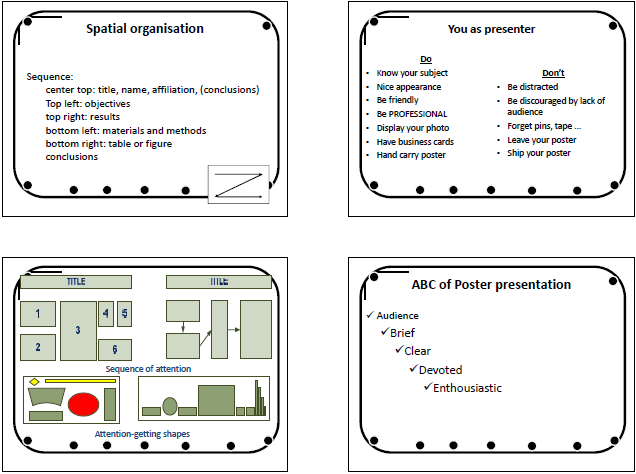 Spatial organisation
Sequence:
center top: title, name, affiliation, (conclusions)
Top left: objectives
top right: results
bottom left: materials and methods
bottom right: table or figure
conclusions
You as presenter
Do
• Know your subject
• Nice appearance
• Be friendly
• Be PROFESSIONAL
• Display your photo
• Have business cards
• Hand carry poster
Don't
• Be distracted
• Be discouraged by lack of
audience
• Forget pins, tape ...
• Leave your poster
• Ship your poster
TITLE
1
2
3
4
5
6
TITLE
Sequence of attention
Attention-getting shapes
ABC of Poster presentation
✓ Audience
✓Brief
✓Clear
✓Devoted
✓Enthousiastic